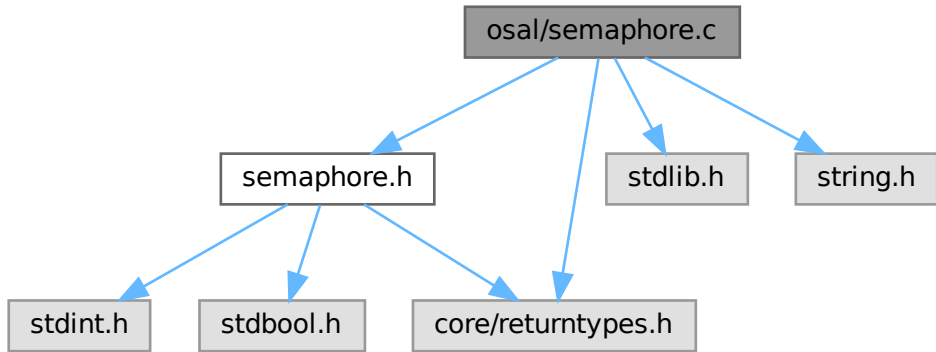 osal/semaphore.c
semaphore.h
stdlib.h
string.h
stdint.h
stdbool.h
core/returntypes.h